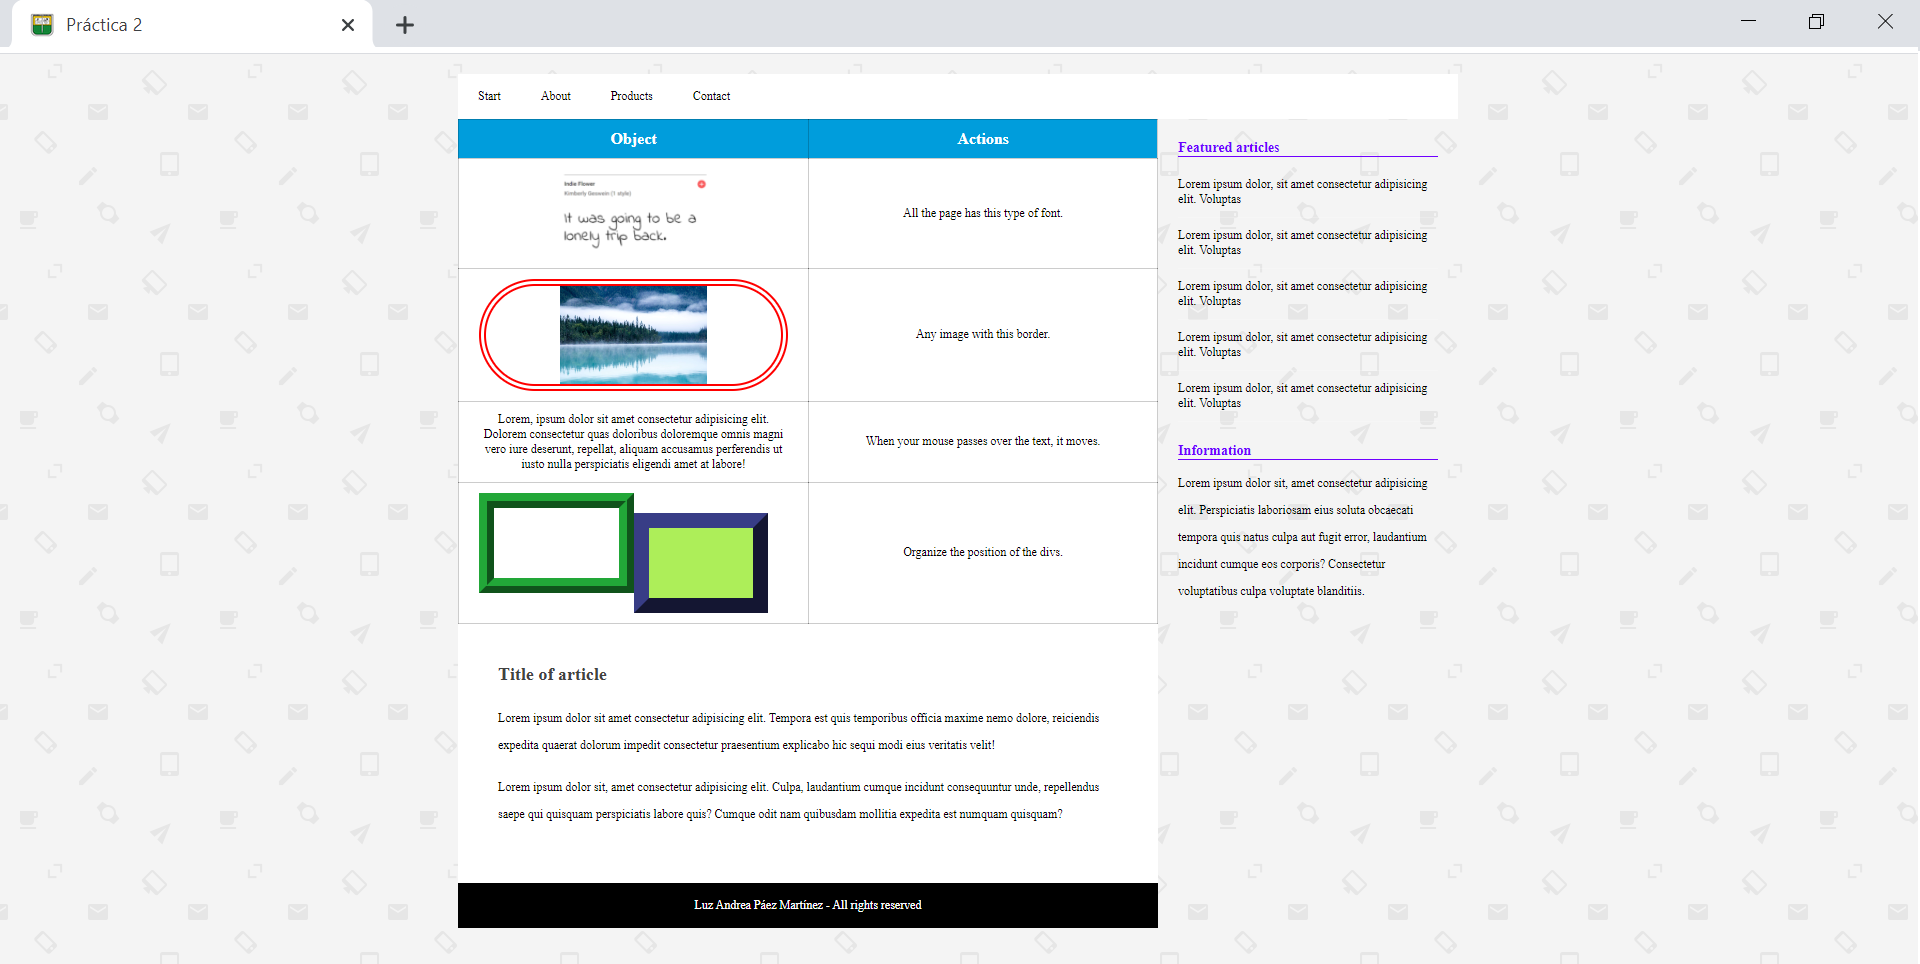 Práctica 2
Start About Products Contact
Object Actions
Indie Flower
Kimberly Geswein (1 style)
It was going to be a
lonely trip back.
All the page has this type of font.
Any image with this border.
Lorem, ipsum dolor sit amet consectetur adipisicing elit.
Dolorem consectetur quas doloribus doloremque omnis magni
vero iure deserunt, repellat, aliquam accusamus perferendis ut
iusto nulla perspiciatis eligendi amet at labore!
When your mouse passes over the text, it moves.
Organize the position of the divs.
Title of article
Lorem ipsum dolor sit amet consectetur adipisicing elit. Tempora est quis temporibus officia maxime nemo dolore, reiciendis
expedita quaerat dolorum impedit consectetur praesentium explicabo hic sequi modi eius veritatis velit!
Lorem ipsum dolor sit, amet consectetur adipisicing elit. Culpa, laudantium cumque incidunt consequuntur unde, repellendus
saepe qui quisquam perspiciatis labore quis? Cumque odit nam quibusdam mollitia expedita est numquam quisquam?
Featured articles
Lorem ipsum dolor, sit amet consectetur adipisicing
elit. Voluptas
Lorem ipsum dolor, sit amet consectetur adipisicing
elit. Voluptas
Lorem ipsum dolor, sit amet consectetur adipisicing
elit. Voluptas
Lorem ipsum dolor, sit amet consectetur adipisicing
elit. Voluptas
Lorem ipsum dolor, sit amet consectetur adipisicing
elit. Voluptas
Information
Lorem ipsum dolor sit, amet consectetur adipisicing
elit. Perspiciatis laboriosam eius soluta obcaecati
tempora quis natus culpa aut fugit error, laudantium
incidunt cumque eos corporis? Consectetur
voluptatibus culpa voluptate blanditiis.
Luz Andrea Páez Martínez - All rights reserved